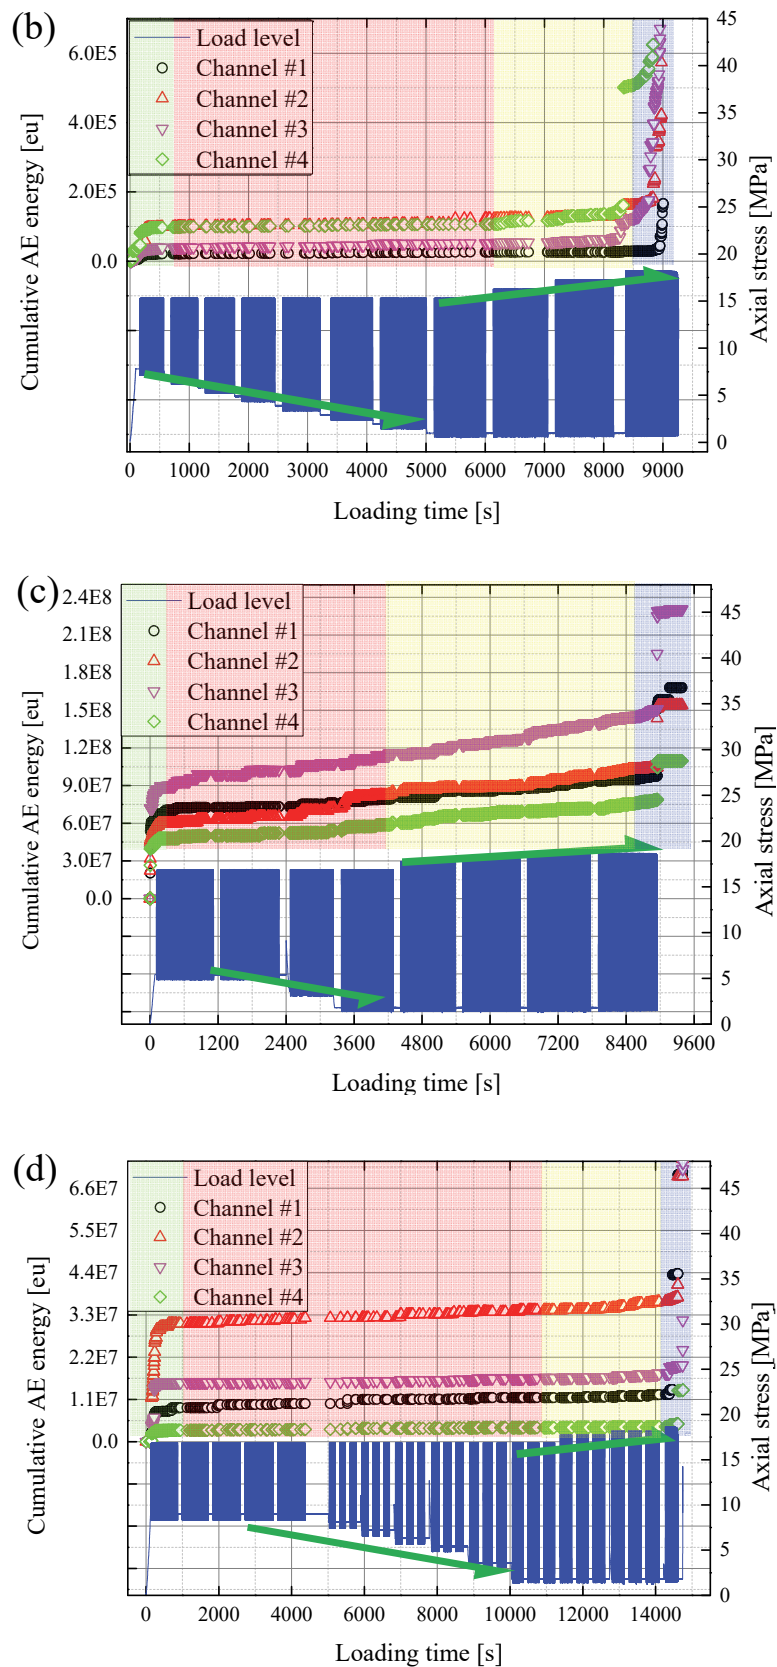 (b)
Load level
Channel #1
Channel #2
Channel #3
Channel #4
6.0E5
4.0E5
2.0E5
0.0
Cumulative AE energy [eu]
45
40
35
30
25
20
15
10
5
0
Axial stress [MPa]
0 1000 2000 3000 4000 5000 6000 7000 8000 9000
Loading time [s]
(c)
Load level
Channel #1
Channel #2
Channel #3
Channel #4
2.4E8
2.1E8
1.8E8
1.5E8
1.2E8
9.0E7
6.0E7
3.0E7
0.0
Cumulative AE energy [eu]
45
40
35
30
25
20
15
10
5
0
Axial stress [MPa]
0 1200 2400 3600 4800 6000 7200 8400 9600
Loading time [s]
(d)
Load level
Channel #1
Channel #2
Channel #3
Channel #4
6.6E7
5.5E7
4.4E7
3.3E7
2.2E7
1.1E7
0.0
Cumulative AE energy [eu]
45
40
35
30
25
20
15
10
5
0
Axial stress [MPa]
0 2000 4000 6000 8000 10000 12000 14000
Loading time [s]